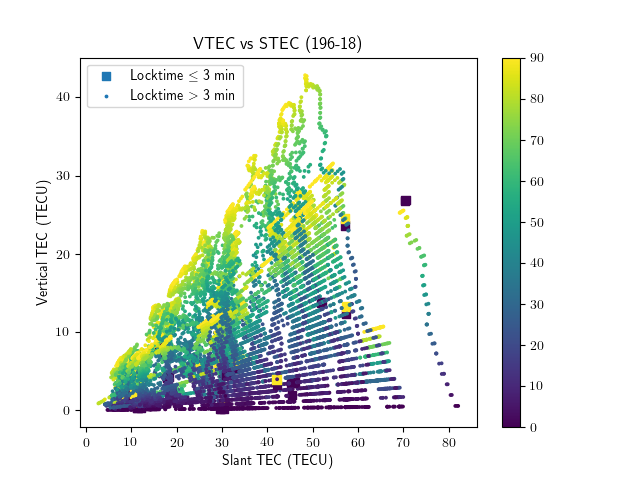 VTEC vs STEC (196-18)
Locktime ≤ 3 min
Locktime > 3 min
Vertical TEC (TECU)
40
30
20
10
0
0 10 20 30 40 50 60 70 80
Slant TEC (TECU)
90
80
70
60
50
40
30
20
10
0